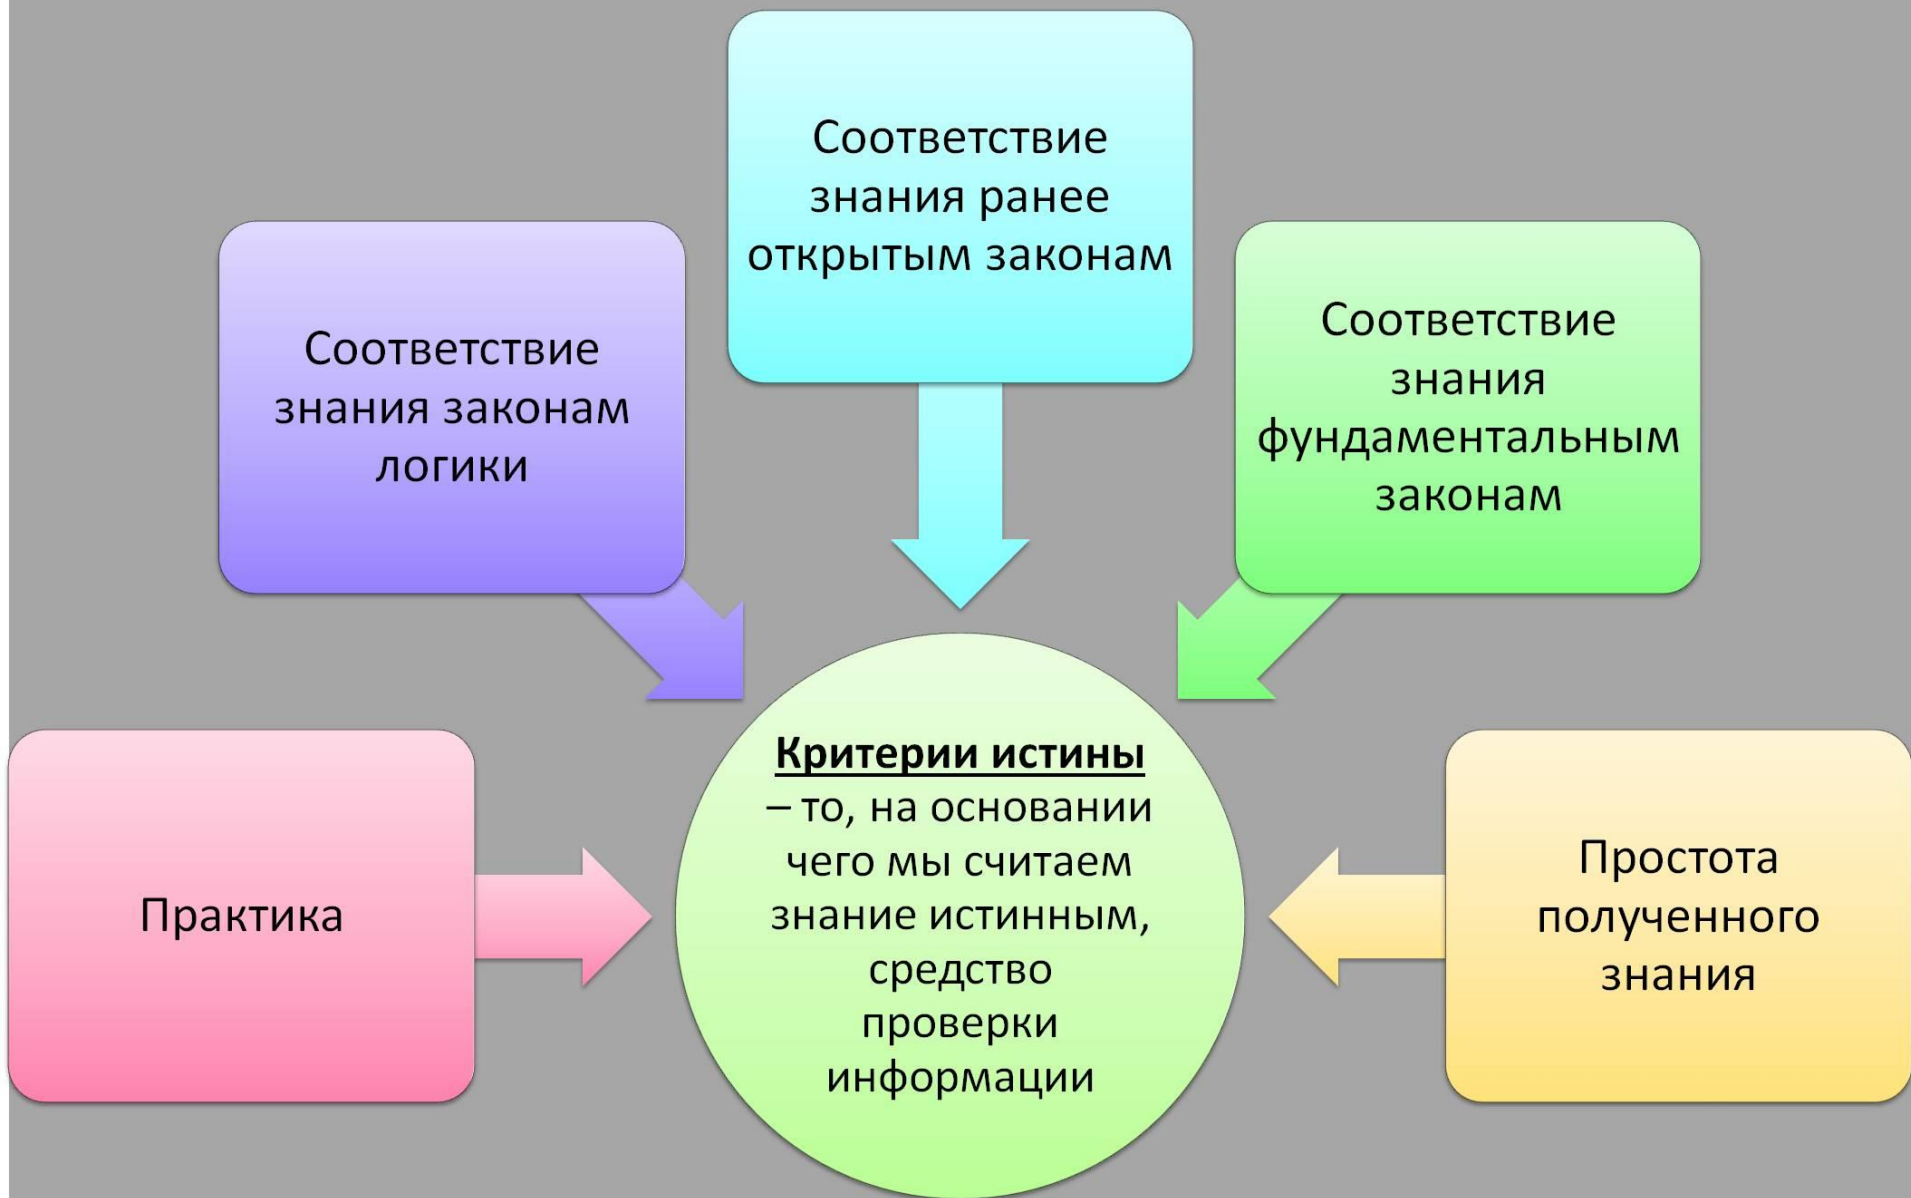 Соответствие
знания ранее
открытым законам
Соответствие
знания законам
логики
Соответствие
знания
фундаментальным
законам
Практика
Критерии истины
– то, на основании
чего мы считаем
знание истинным,
средство
проверки
информации
Простота
полученного
знания